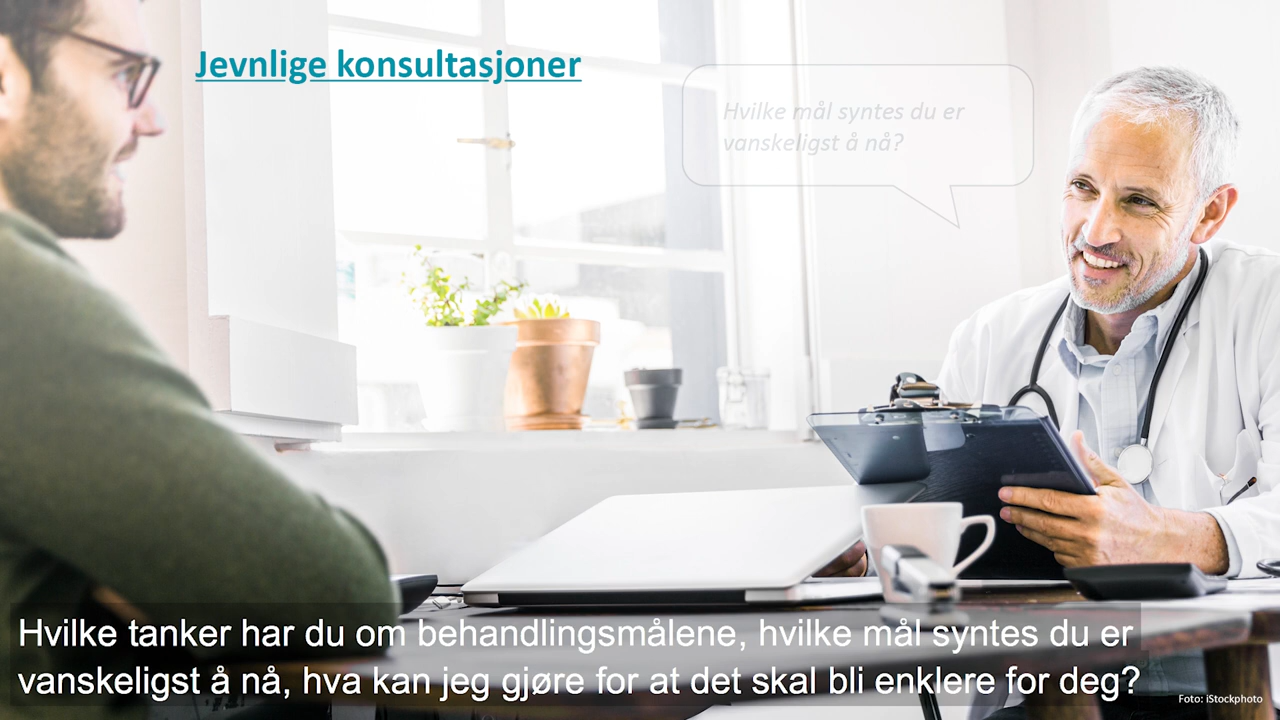 Jevnlige konsultasjoner
Hvilke mål syntes du er
vanskeligst å nå?
Hvilke tanker har du om behandlingsmålene, hvilke mål syntes du er
vanskeligst å nå, hva kan jeg gjøre for at det skal bli enklere for deg?
Foto: iStockphoto